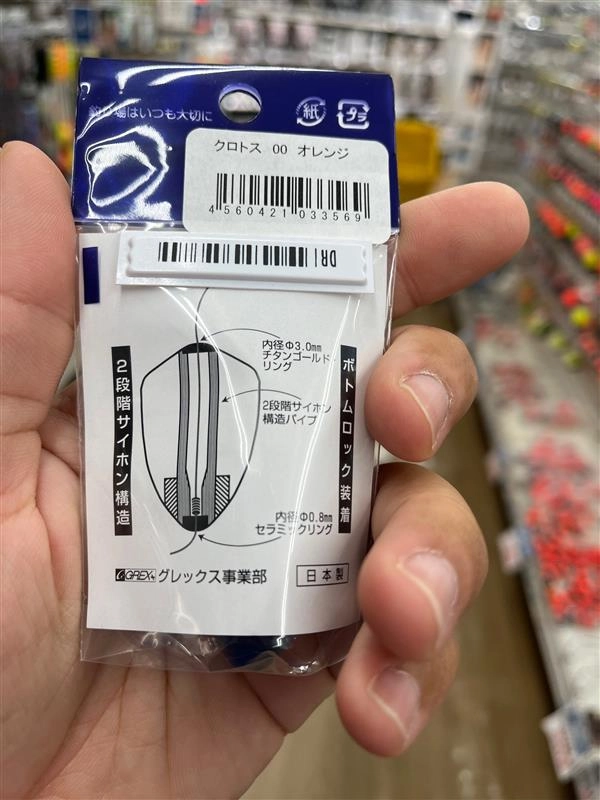 釣り場はいつも大切に
紙
プラ
クロトス 00 オレンジ
4 560421 033569
DR
内径Φ3.0mm
チタンゴールド
リング
2段階サイホン
構造パイプ
2段階サイホン構造
ボトムロック装着
内径Φ0.8mm
セラミックリング
GREX グレックス事業部
日本製